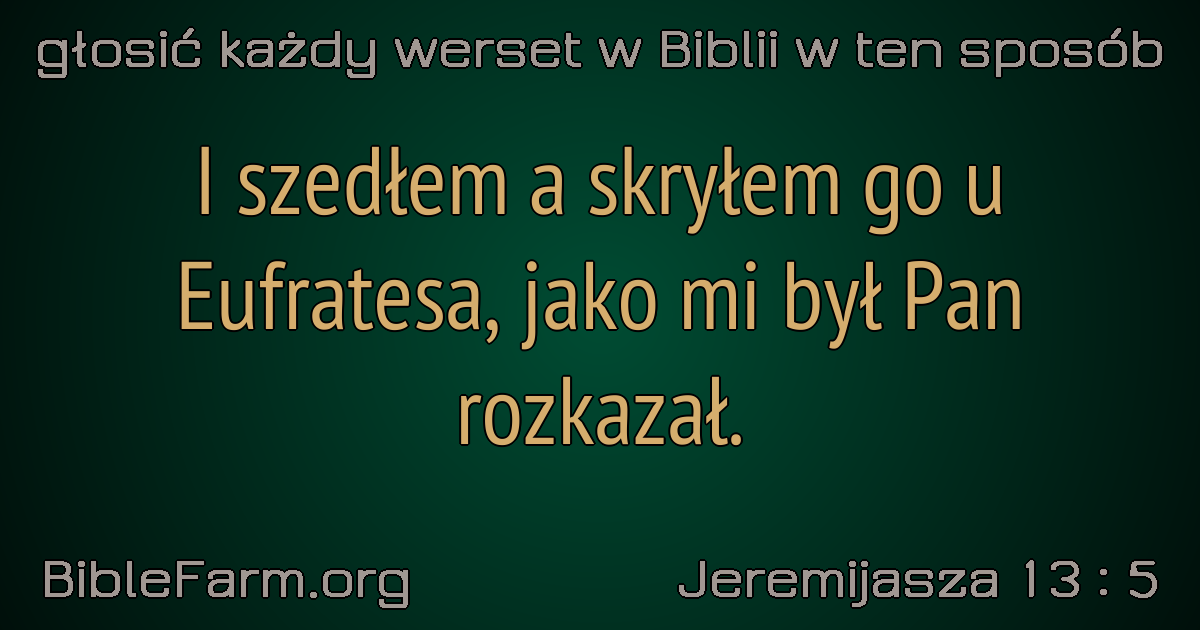 głosić każdy werset w Biblii w ten sposób
I szedłem a skryłem go u
Eufratesa, jako mi był Pan
rozkazał.
BibleFarm.org
Jeremijasza 13 : 5